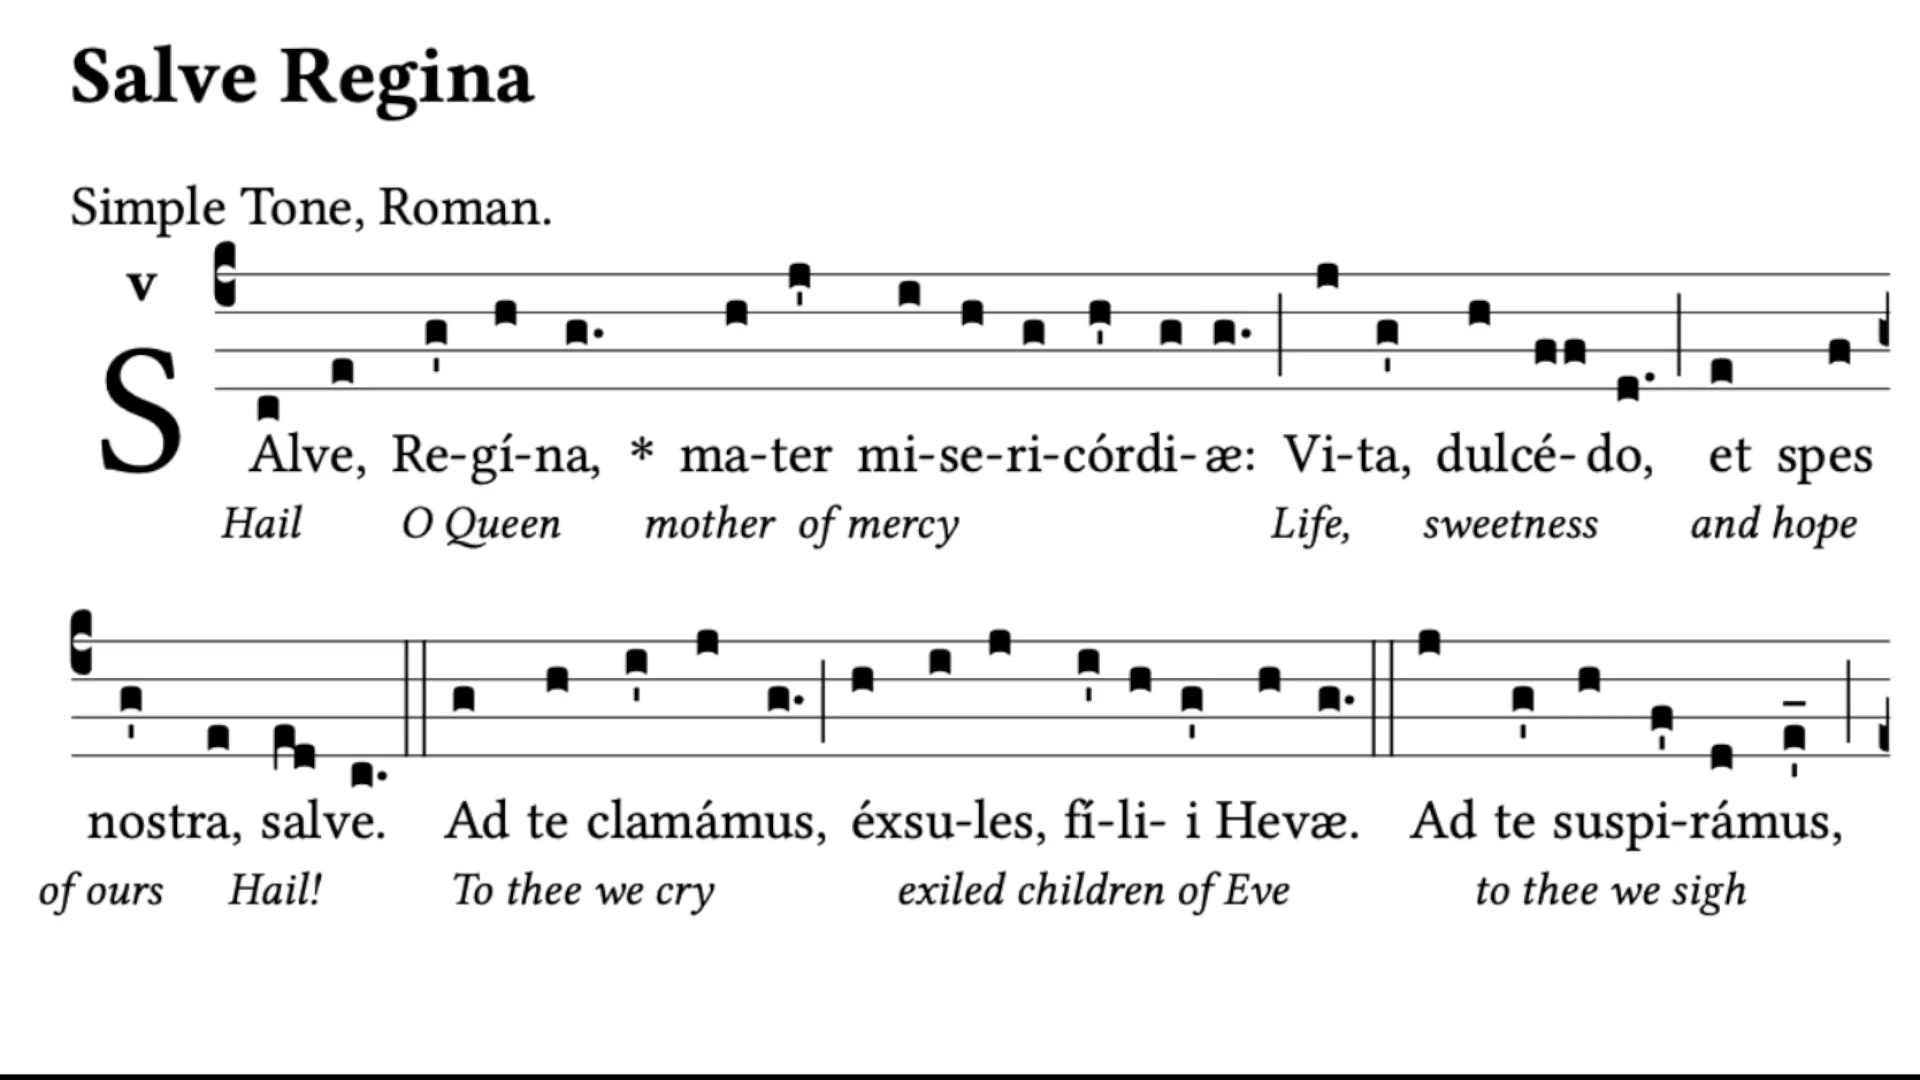 Salve Regina
Simple Tone, Roman.
V
SAlve, Re-gí-na, * ma-ter mi-se-ri-córdi-æ: Vi-ta, dulcé-do, et spes
Hail O Queen mother of mercy Life, sweetness and hope
nostra, salve. Ad te clamámus, éxsu-les, fí-li-i Hevæ. Ad te suspi-rámus,
of ours Hail! To thee we cry exiled children of Eve to thee we sigh